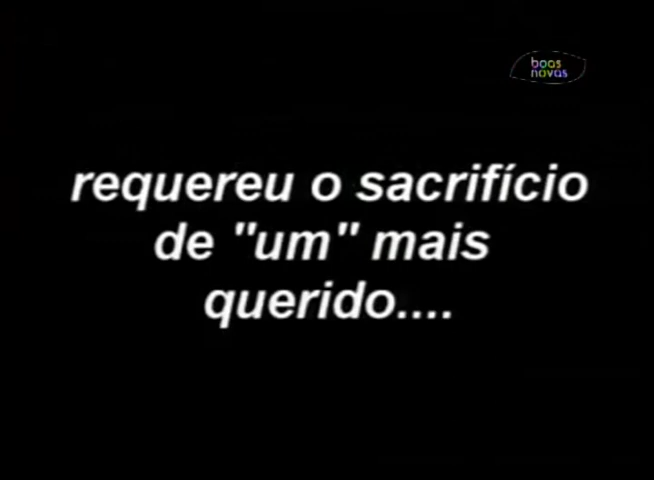 boas
novas
requereu o sacrifício
de "um" mais
querido....